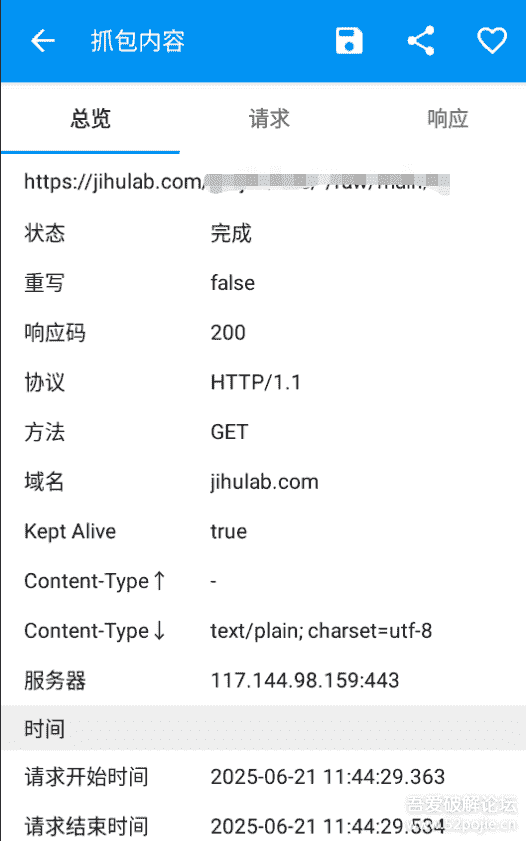 抓包内容
总览 请求 响应
https://jihulab.com/
状态 完成
重写 false
响应码 200
协议 HTTP/1.1
方法 GET
域名 jihulab.com
Kept Alive true
Content-Type↑ -
Content-Type↓ text/plain; charset=utf-8
服务器 117.144.98.159:443
时间
请求开始时间 2025-06-21 11:44:29.363
请求结束时间 2025-06-21 11:44:29.534
吾爱破解论坛
www.52pojie.cn